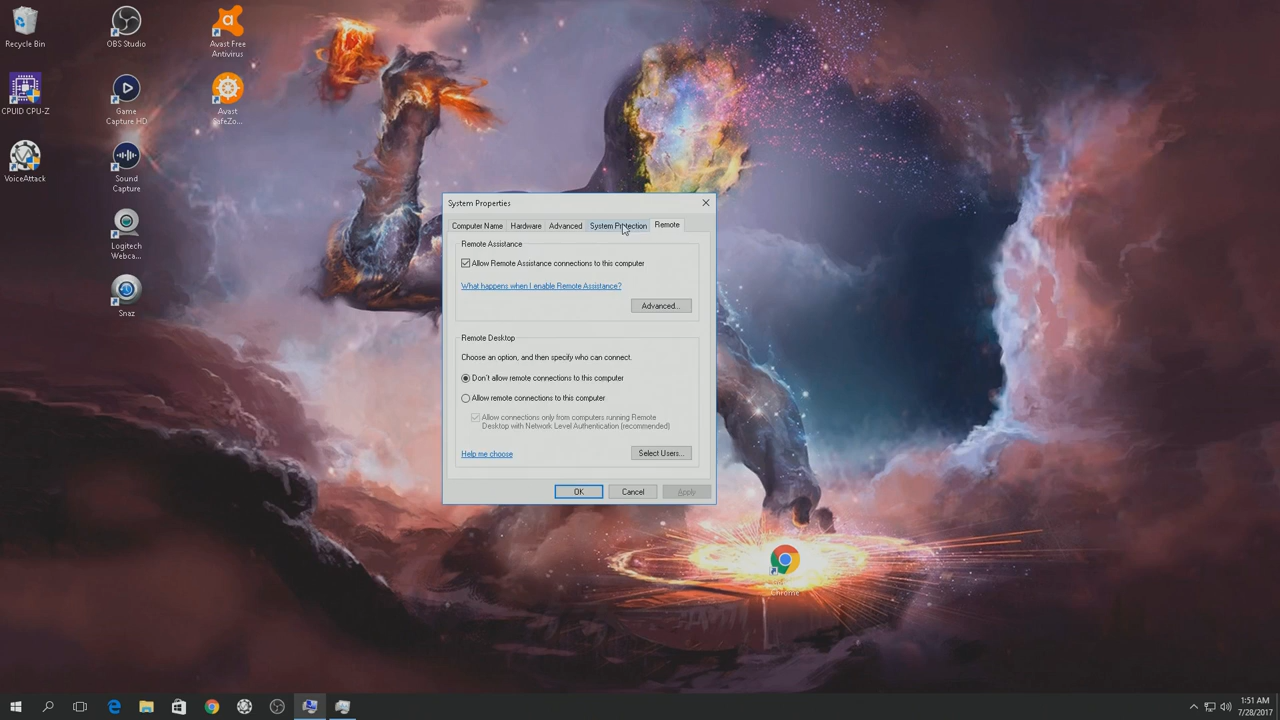 Recycle Bin
OBS Studio
Avast Free
Antivirus
CPUID CPU-Z
Game
Capture HD
Avast
SafeZo...
VoiceAttack
Sound
Capture
Logitech
Webca...
Snaz
System Properties
Computer Name
Hardware
Advanced
System Protection
Remote
Remote Assistance
Allow Remote Assistance connections to this computer
What happens when I enable Remote Assistance?
Advanced...
Remote Desktop
Choose an option, and then specify who can connect.
Don't allow remote connections to this computer
Allow remote connections to this computer
Allow connections only from computers running Remote
Desktop with Network Level Authentication (recommended)
Help me choose
Select Users...
OK
Cancel
Apply
Chrome
1:51 AM
7/28/2017